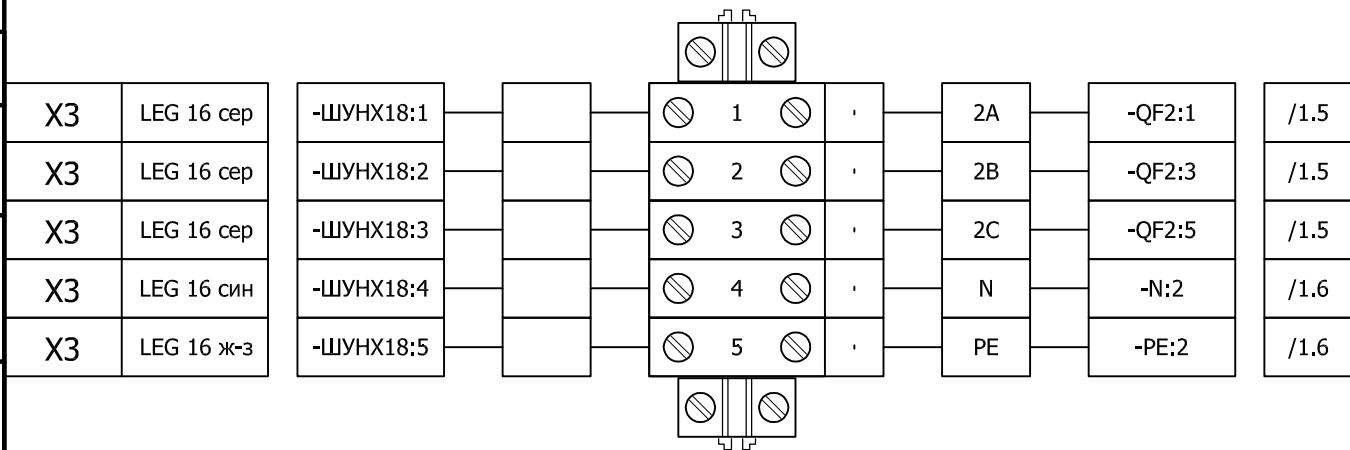 X3 LEG 16 сер -ШУНХ18:1 1 2A -QF2:1 /1.5
X3 LEG 16 сер -ШУНХ18:2 2 2B -QF2:3 /1.5
X3 LEG 16 сер -ШУНХ18:3 3 2C -QF2:5 /1.5
X3 LEG 16 син -ШУНХ18:4 4 N -N:2 /1.6
X3 LEG 16 ж-з -ШУНХ18:5 5 PE -PE:2 /1.6